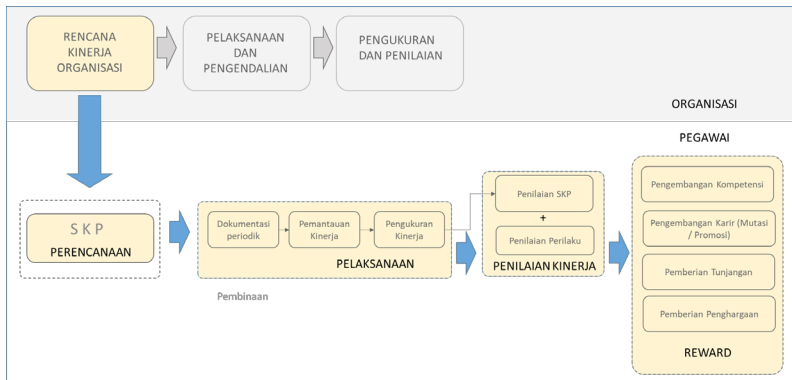 RENCANA
KINERJA
ORGANISASI
PELAKSANAAN
DAN
PENGENDALIAN
PENGUKURAN
DAN PENILAIAN
ORGANISASI
PEGAWAI
SKP
PERENCANAAN
Dokumentasi
periodik
Pemantauan
Kinerja
Pengukuran
Kinerja
PELAKSANAAN
Pembinaan
Penilaian SKP
+
Penilaian Perilaku
PENILAIAN KINERJA
Pengembangan Kompetensi
Pengembangan Karir (Mutasi
/ Promosi)
Pemberian Tunjangan
Pemberian Penghargaan
REWARD